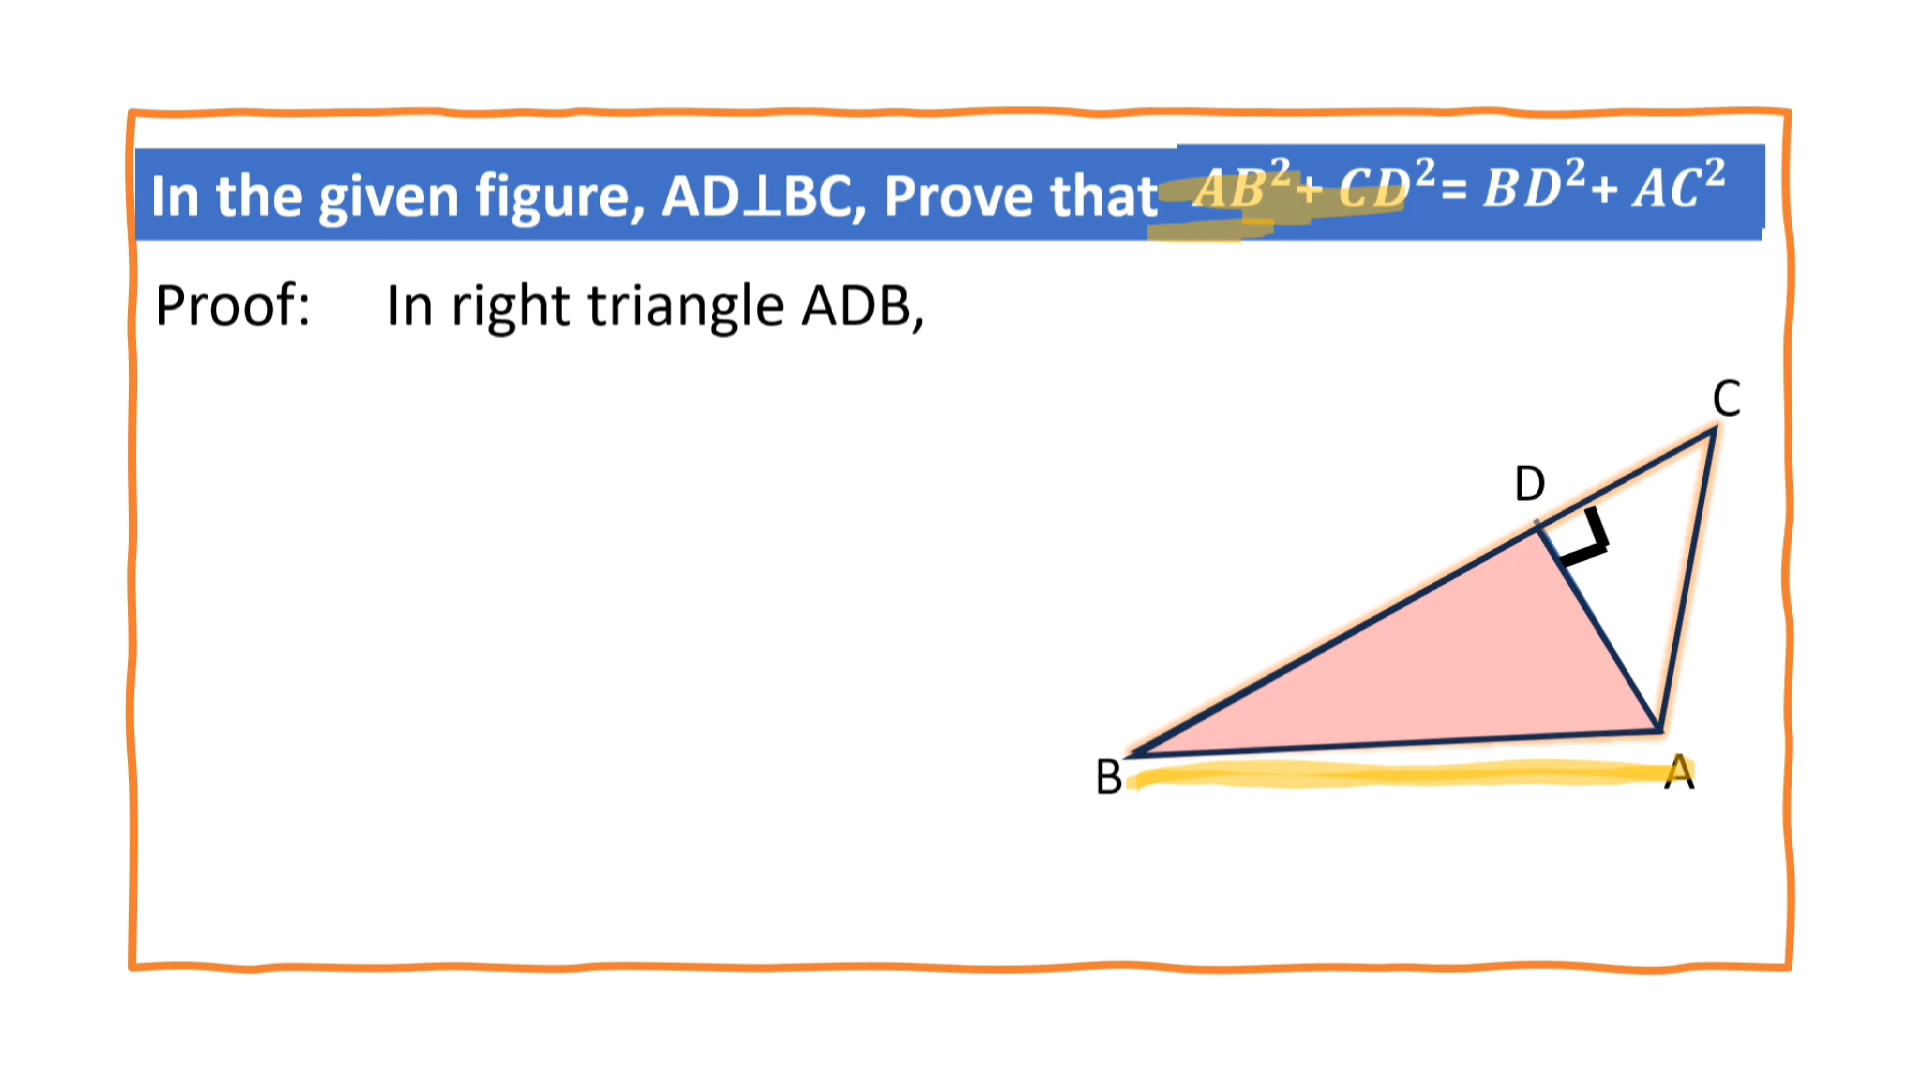 In the given figure, AD⊥BC, Prove that AB²+ CD²= BD²+ AC²
Proof: In right triangle ADB,
C
D
B
A